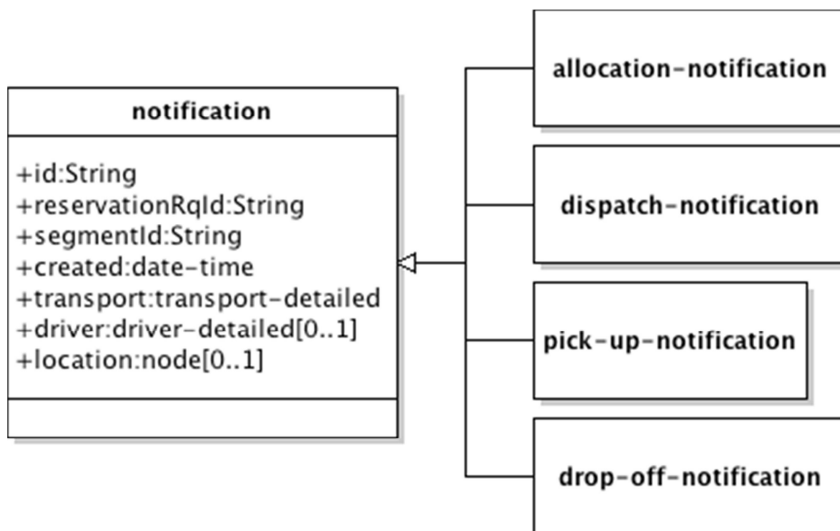 notification
+id:String
+reservationRqId:String
+segmentId:String
+created:date-time
+transport:transport-detailed
+driver:driver-detailed[0..1]
+location:node[0..1]
allocation-notification
dispatch-notification
pick-up-notification
drop-off-notification